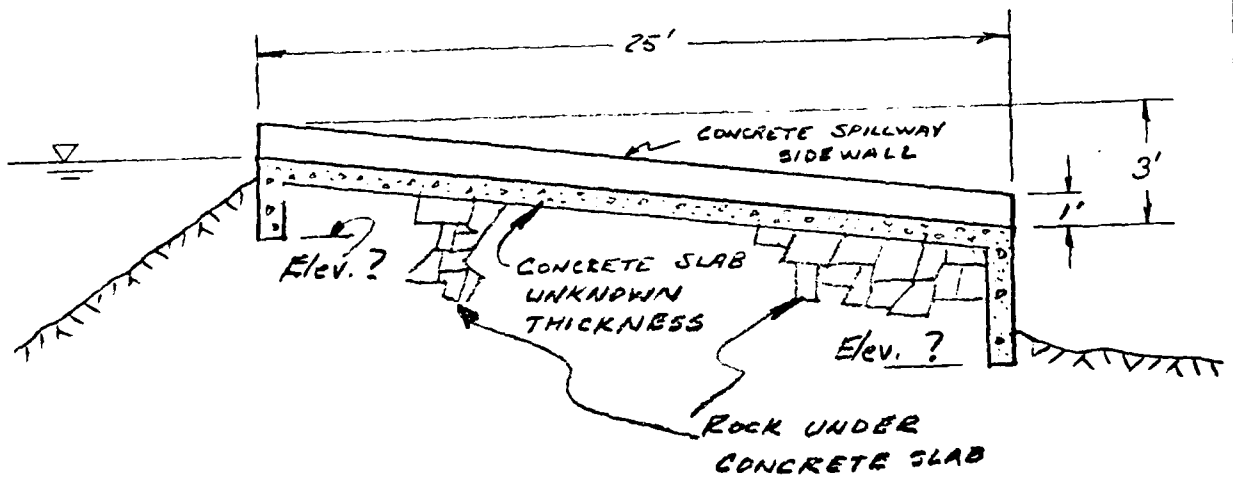 25'
CONCRETE SPILLWAY
SIDEWALL
3'
1'
Elev. ?
CONCRETE SLAB
UNKNOWN
THICKNESS
Elev. ?
ROCK UNDER
CONCRETE SLAB